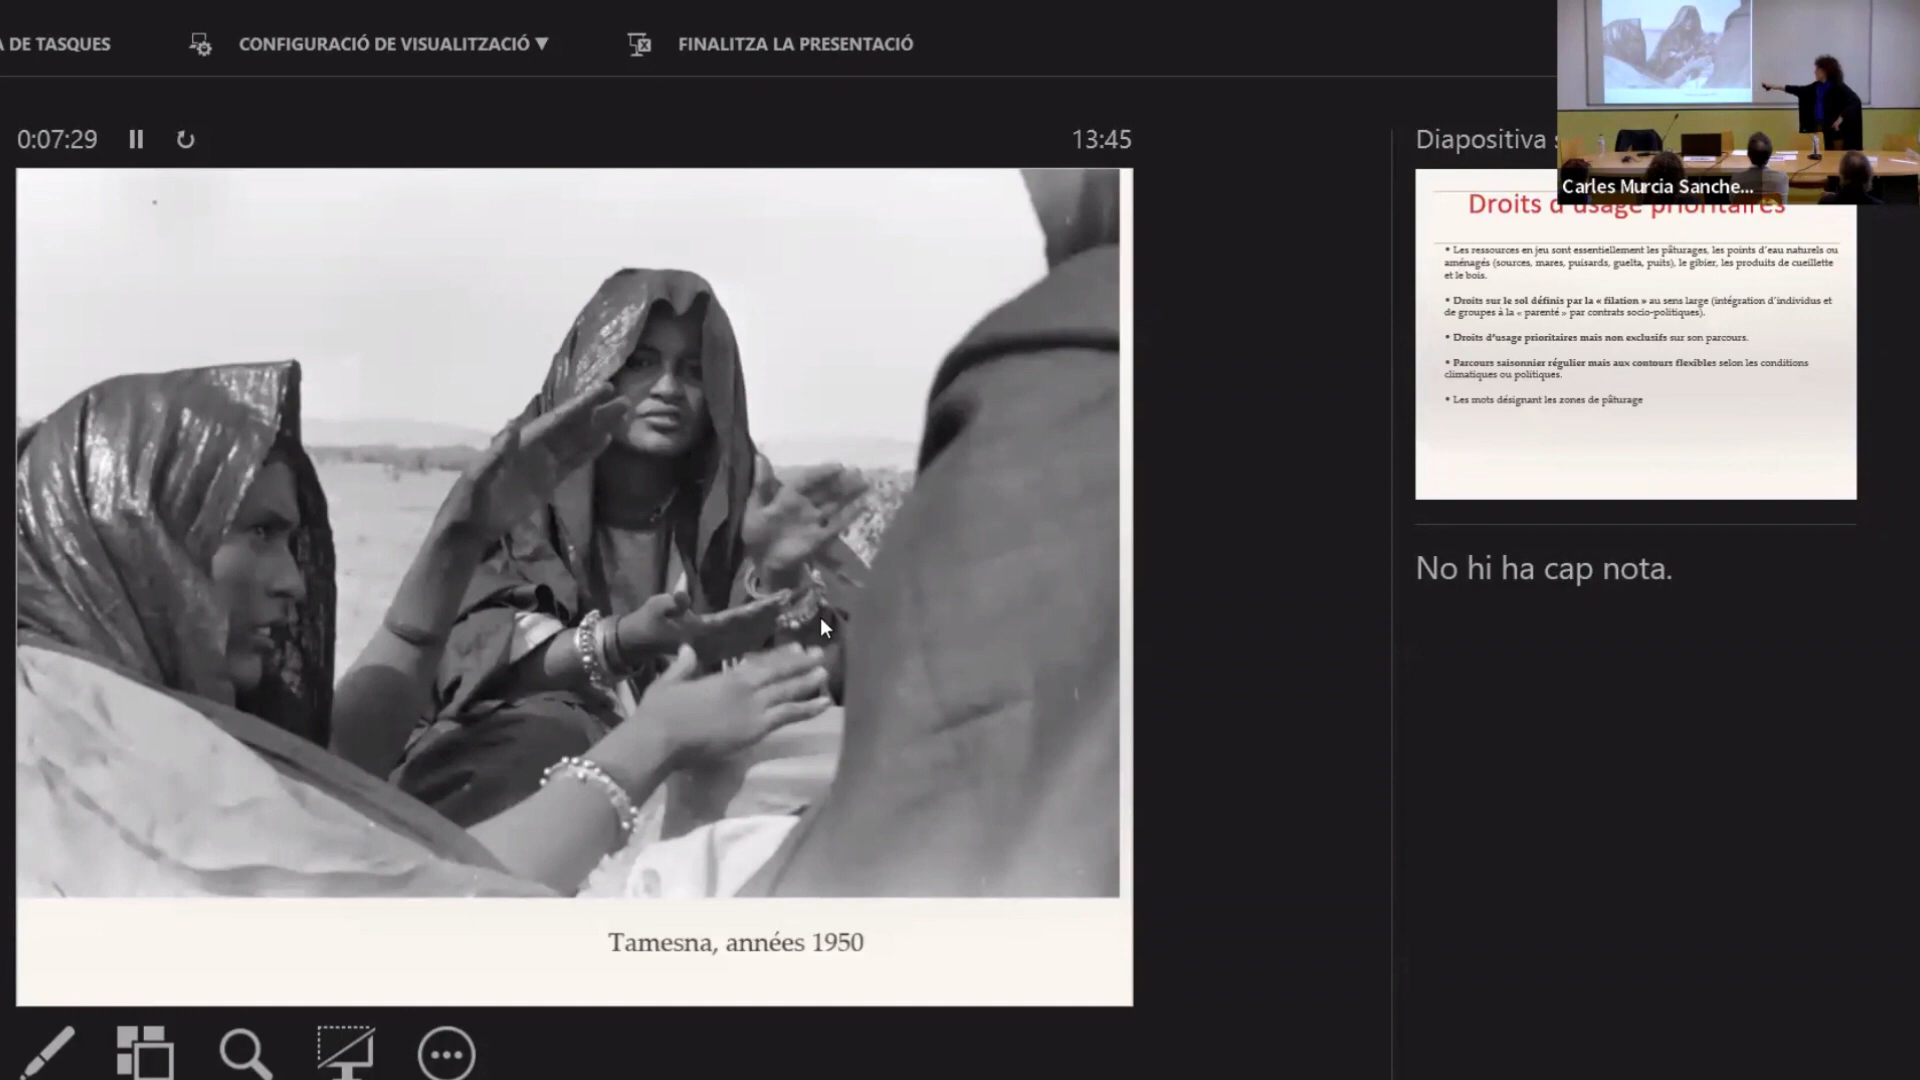 A DE TASQUES
CONFIGURACIÓ DE VISUALITZACIÓ ▼
FINALITZA LA PRESENTACIÓ
0:07:29
13:45
Diapositiva
Carles Murcia Sanche...
Droits d'usage prioritaires
• Les ressources en jeu sont essentiellement les pâturages, les points d'eau naturels ou
aménagés (sources, mares, puisards, guelta, puits), le gibier, les produits de cueillette
et le bois.
• Droits sur le sol définis par la « filation » au sens large (intégration d'individus et
de groupes à la « parenté » par contrats socio-politiques).
• Droits d'usage prioritaires mais non exclusifs sur son parcours.
• Parcours saisonnier régulier mais aux contours flexibles selon les conditions
climatiques ou politiques.
• Les mots désignant les zones de pâturage
No hi ha cap nota.
Tamesna, années 1950